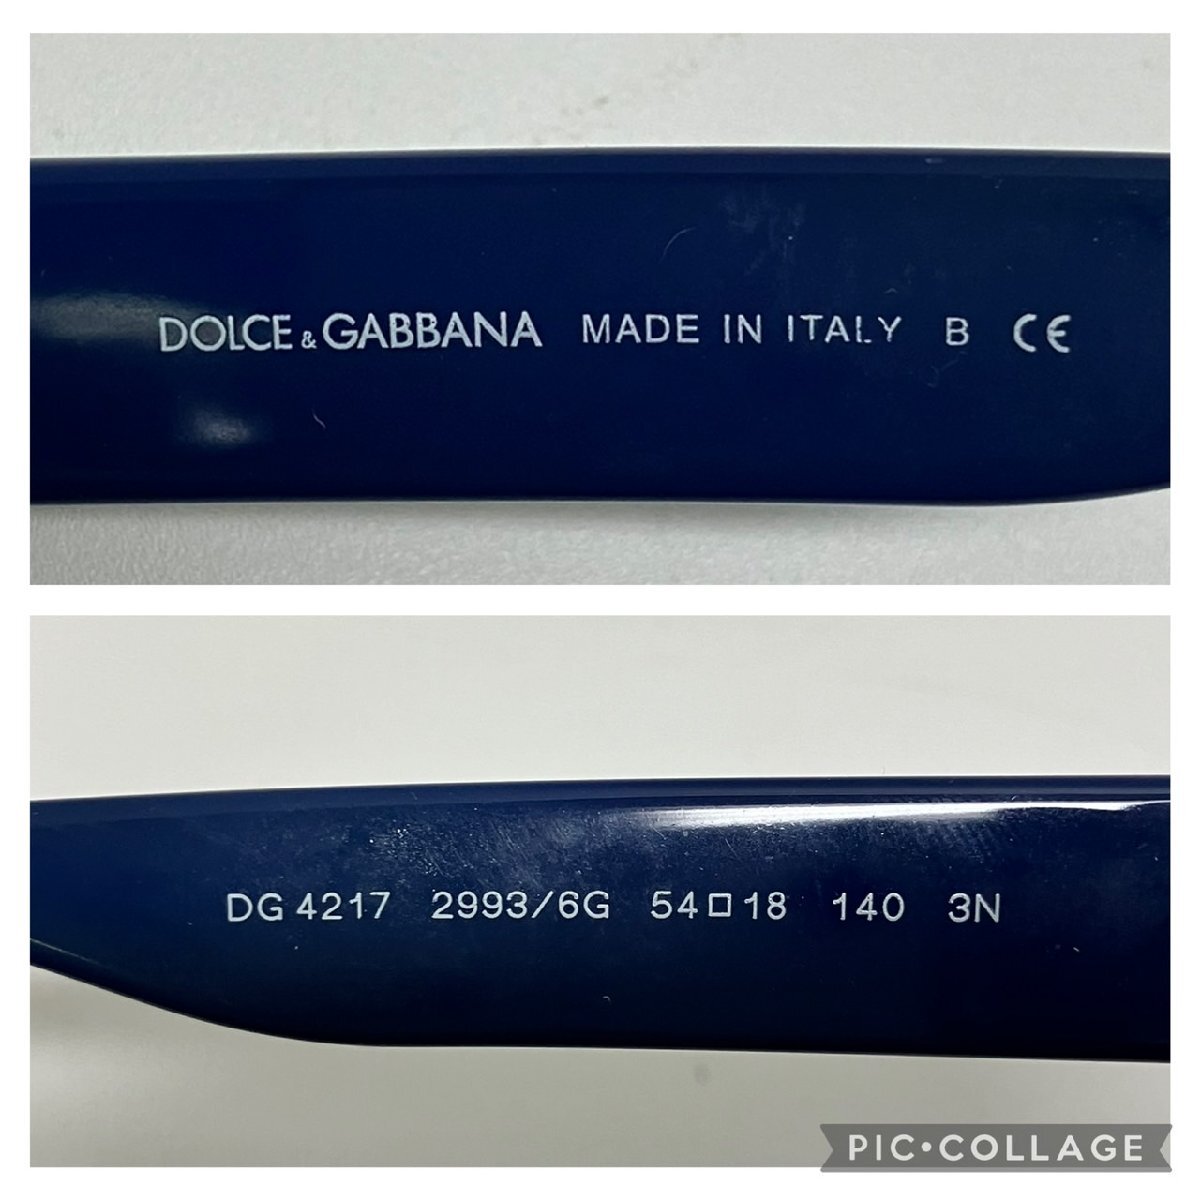 DOLCE & GABBANA MADE IN ITALY B CE
DG 4217 2993/6G 54□18 140 3N
PIC•COLLAGE